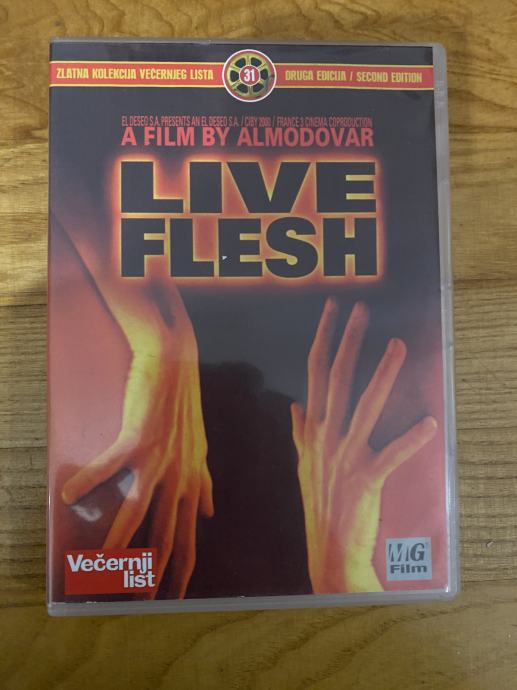 ZLATNA KOLEKCIJA VEČERNJEG LISTA
31
DRUGA EDICIJA / SECOND EDITION
EL DESEO S.A. PRESENTS AN EL DESEO S.A. / CIBY 2000 / FRANCE 3 CINEMA COPRODUCTION
A FILM BY ALMODOVAR
LIVE
FLESH
Večernji
list
MG
Film